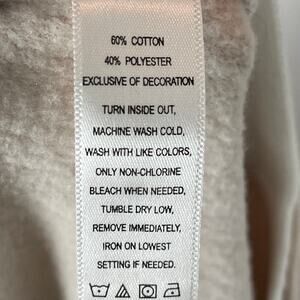 60% COTTON
40% POLYESTER
EXCLUSIVE OF DECORATION
TURN INSIDE OUT,
MACHINE WASH COLD,
WASH WITH LIKE COLORS,
ONLY NON-CHLORINE
BLEACH WHEN NEEDED,
TUMBLE DRY LOW,
REMOVE IMMEDIATELY,
IRON ON LOWEST
SETTING IF NEEDED.